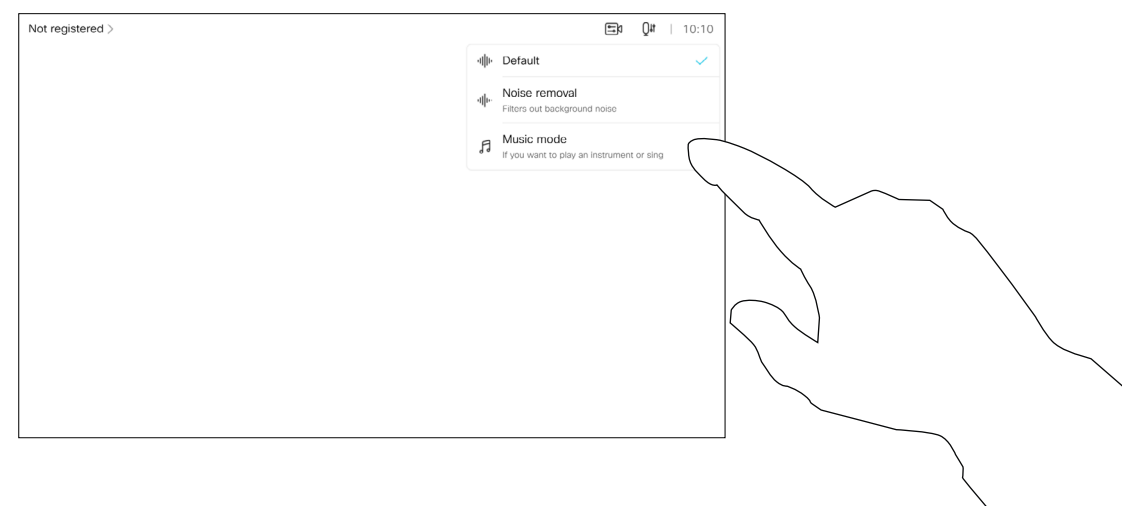 Not registered >
10:10
Default
Noise removal
Filters out background noise
Music mode
If you want to play an instrument or sing